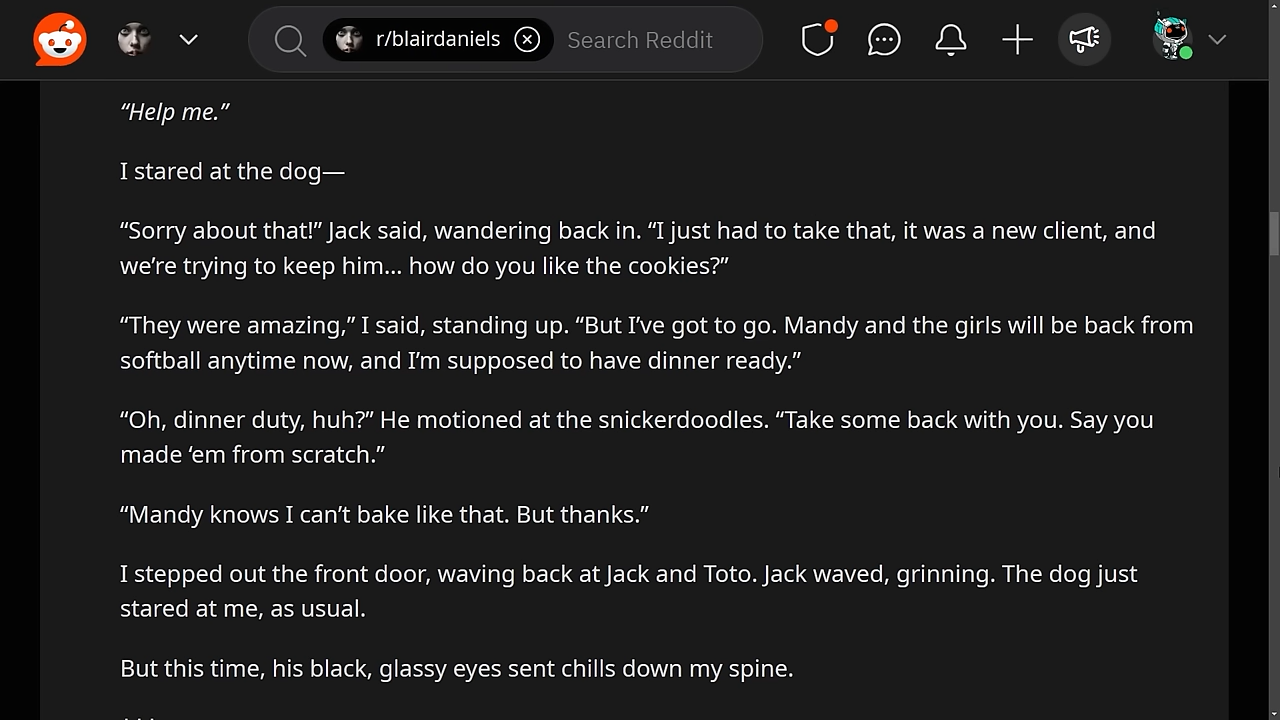 r/blairdaniels
Search Reddit
“Help me.”
I stared at the dog—
“Sorry about that!” Jack said, wandering back in. “I just had to take that, it was a new client, and
we’re trying to keep him… how do you like the cookies?”
“They were amazing,” I said, standing up. “But I’ve got to go. Mandy and the girls will be back from
softball anytime now, and I’m supposed to have dinner ready.”
“Oh, dinner duty, huh?” He motioned at the snickerdoodles. “Take some back with you. Say you
made ‘em from scratch.”
“Mandy knows I can’t bake like that. But thanks.”
I stepped out the front door, waving back at Jack and Toto. Jack waved, grinning. The dog just
stared at me, as usual.
But this time, his black, glassy eyes sent chills down my spine.